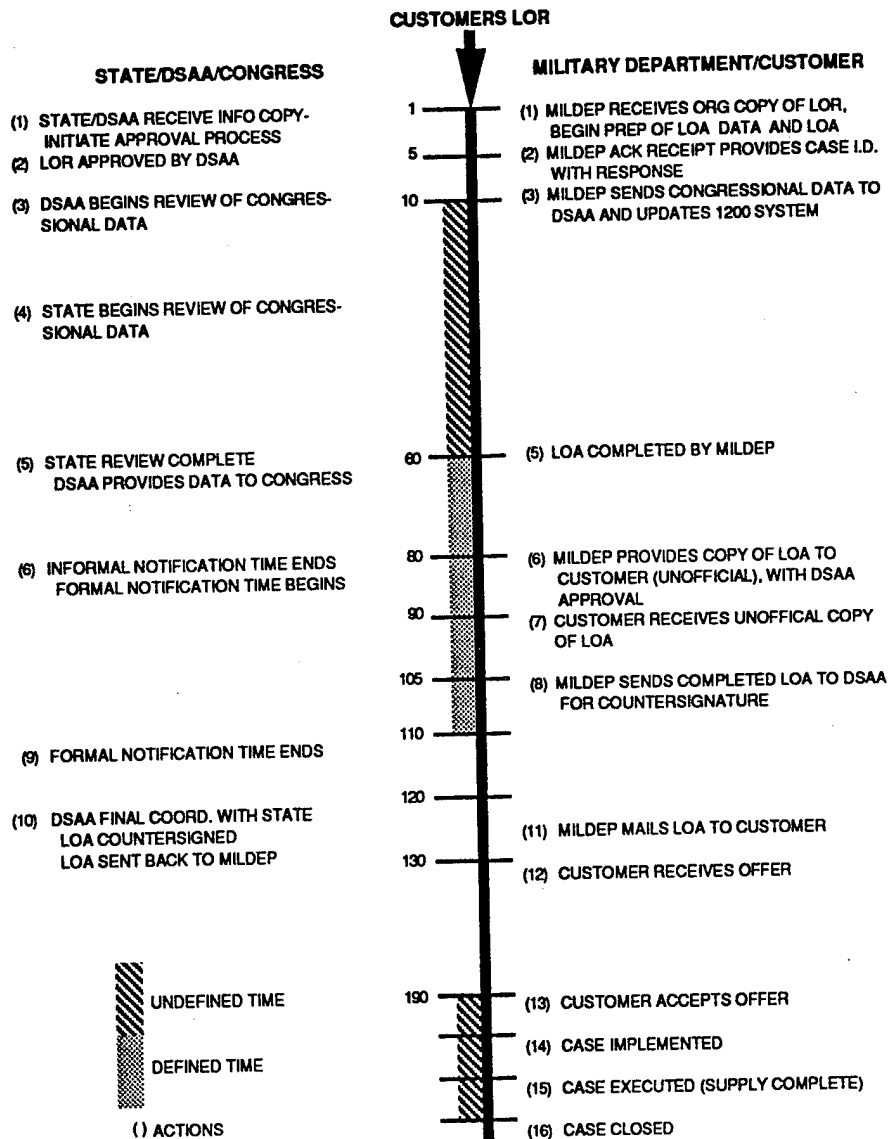 CUSTOMERS LOR
STATE/DSAA/CONGRESS
(1) STATE/DSAA RECEIVE INFO COPY-
INITIATE APPROVAL PROCESS
(2) LOR APPROVED BY DSAA
(3) DSAA BEGINS REVIEW OF CONGRES-
SIONAL DATA
(4) STATE BEGINS REVIEW OF CONGRES-
SIONAL DATA
(5) STATE REVIEW COMPLETE
DSAA PROVIDES DATA TO CONGRESS
(6) INFORMAL NOTIFICATION TIME ENDS
FORMAL NOTIFICATION TIME BEGINS
(9) FORMAL NOTIFICATION TIME ENDS
(10) DSAA FINAL COORD. WITH STATE
LOA COUNTERSIGNED
LOA SENT BACK TO MILDEP
UNDEFINED TIME
DEFINED TIME
( ) ACTIONS
1
5
10
60
80
90
105
110
120
130
190
MILITARY DEPARTMENT/CUSTOMER
(1) MILDEP RECEIVES ORG COPY OF LOR,
BEGIN PREP OF LOA DATA AND LOA
(2) MILDEP ACK RECEIPT PROVIDES CASE I.D.
WITH RESPONSE
(3) MILDEP SENDS CONGRESSIONAL DATA TO
DSAA AND UPDATES 1200 SYSTEM
(5) LOA COMPLETED BY MILDEP
(6) MILDEP PROVIDES COPY OF LOA TO
CUSTOMER (UNOFFICIAL), WITH DSAA
APPROVAL
(7) CUSTOMER RECEIVES UNOFFICAL COPY
OF LOA
(8) MILDEP SENDS COMPLETED LOA TO DSAA
FOR COUNTERSIGNATURE
(11) MILDEP MAILS LOA TO CUSTOMER
(12) CUSTOMER RECEIVES OFFER
(13) CUSTOMER ACCEPTS OFFER
(14) CASE IMPLEMENTED
(15) CASE EXECUTED (SUPPLY COMPLETE)
(16) CASE CLOSED